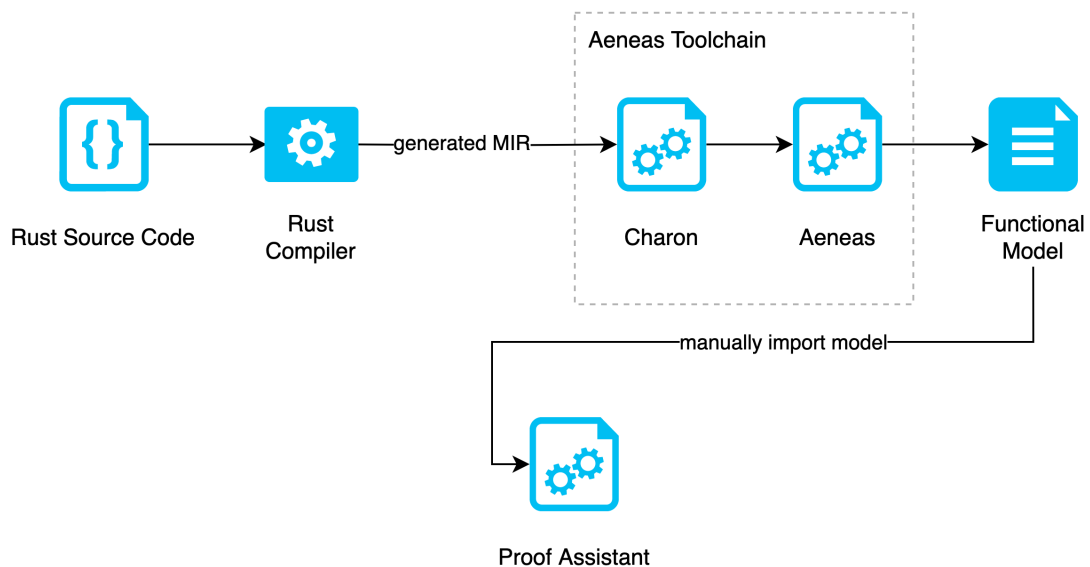 Aeneas Toolchain
{}
generated MIR
Rust Source Code
Rust
Compiler
Charon
Aeneas
Functional
Model
manually import model
Proof Assistant